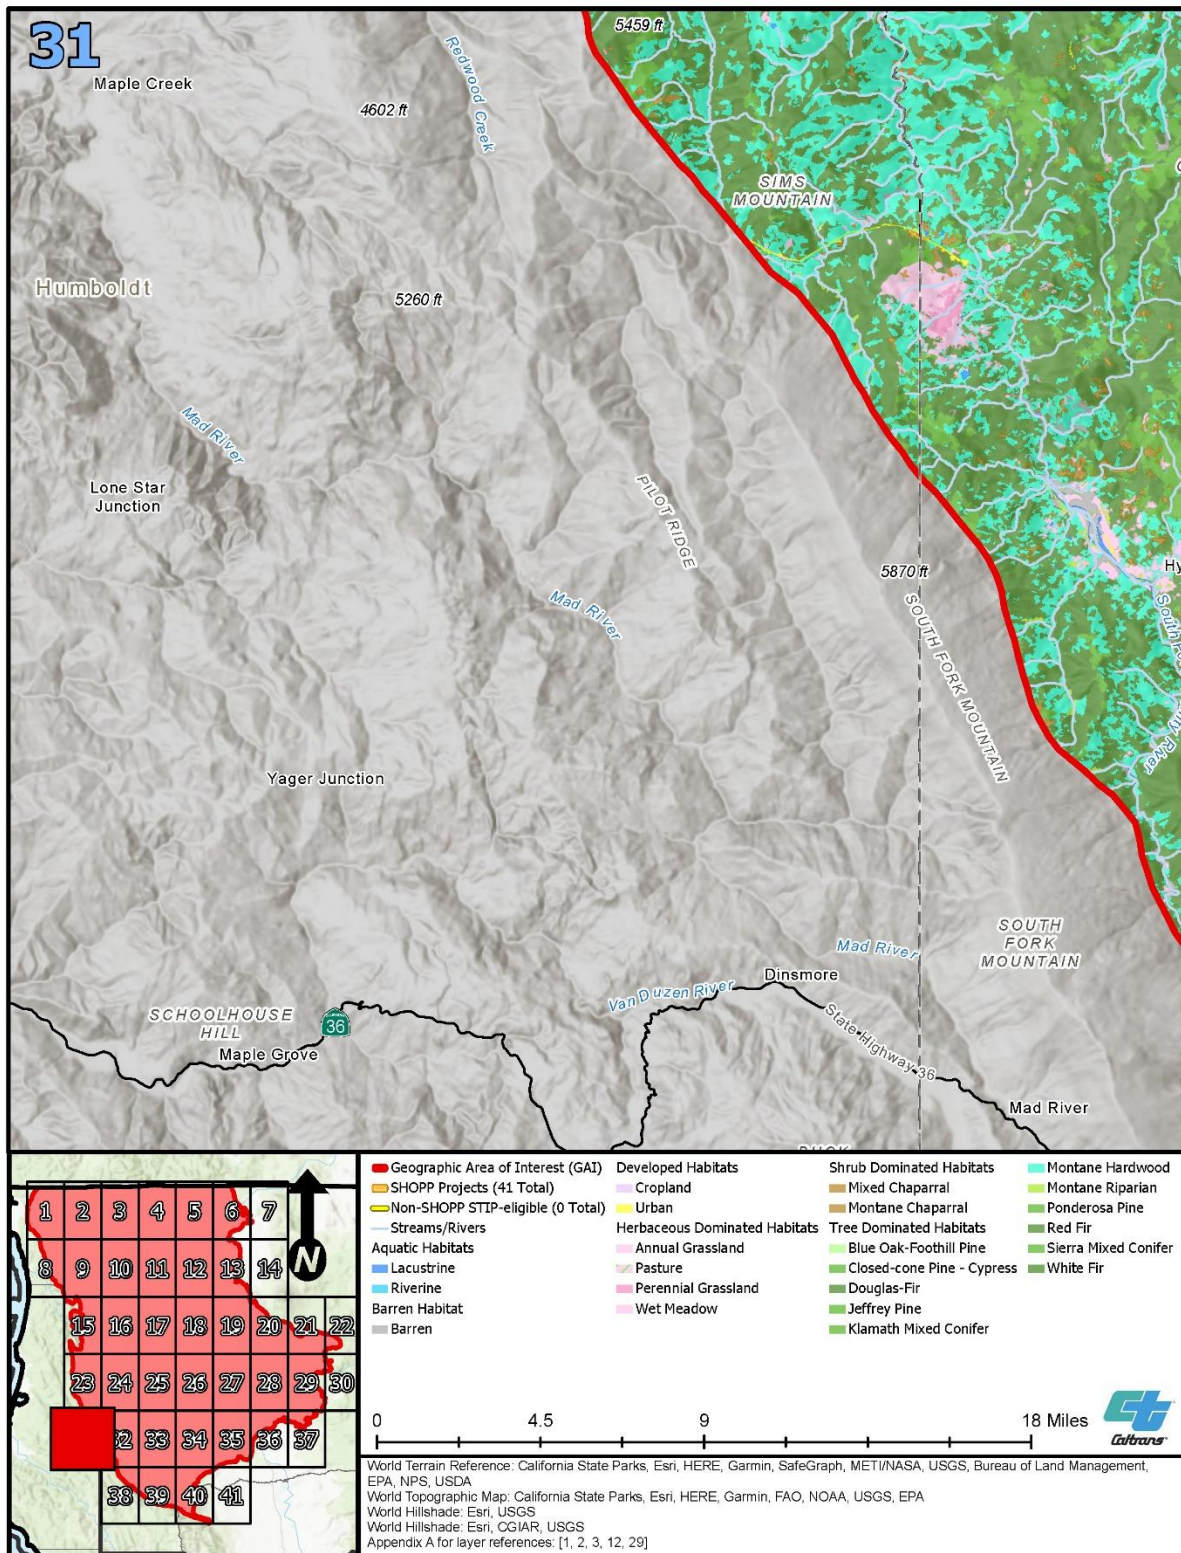 31
5459 ft
Maple Creek
Redwood Creek
4602 ft
SIMS
MOUNTAIN
Humboldt
5260 ft
Mad River
Lone Star
Junction
PILOT RIDGE
5870 ft
Hy
Mad River
SOUTH FORK MOUNTAIN
South
River
Yager Junction
SOUTH
FORK
MOUNTAIN
Mad River
Dinsmore
Van Duzen River
SCHOOLHOUSE
HILL
36
Maple Grove
State Highway 36
Mad River
1 2 3 4 5 6 7
8 9 10 11 12 13 14
15 16 17 18 19 20 21 22
23 24 25 26 27 28 29 30
32 33 34 35 36 37
38 39 40 41
N
Geographic Area of Interest (GAI)
SHOPP Projects (41 Total)
Non-SHOPP STIP-eligible (0 Total)
Streams/Rivers
Aquatic Habitats
Lacustrine
Riverine
Barren Habitat
Barren
Developed Habitats
Cropland
Urban
Herbaceous Dominated Habitats
Annual Grassland
Pasture
Perennial Grassland
Wet Meadow
Shrub Dominated Habitats
Mixed Chaparral
Montane Chaparral
Tree Dominated Habitats
Blue Oak-Foothill Pine
Closed-cone Pine - Cypress
Douglas-Fir
Jeffrey Pine
Klamath Mixed Conifer
Montane Hardwood
Montane Riparian
Ponderosa Pine
Red Fir
Sierra Mixed Conifer
White Fir
0 4.5 9 18 Miles
Caltrans
World Terrain Reference: California State Parks, Esri, HERE, Garmin, SafeGraph, METI/NASA, USGS, Bureau of Land Management,
EPA, NPS, USDA
World Topographic Map: California State Parks, Esri, HERE, Garmin, FAO, NOAA, USGS, EPA
World Hillshade: Esri, USGS
World Hillshade: Esri, CGIAR, USGS
Appendix A for layer references: [1, 2, 3, 12, 29]